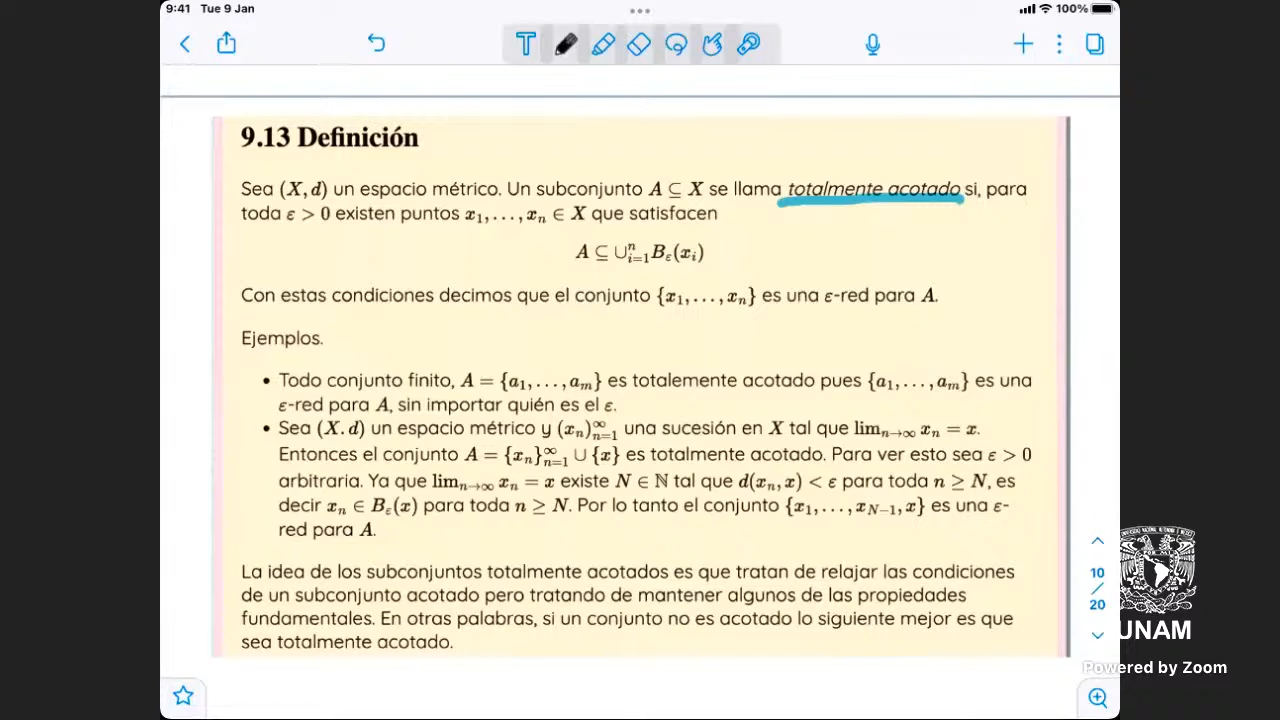 9:41 Tue 9 Jan
100%
9.13 Definición
Sea (X, d) un espacio métrico. Un subconjunto A ⊆ X se llama totalmente acotado si, para
toda ε > 0 existen puntos x₁, . . . , xₙ ∈ X que satisfacen
A ⊆ ∪ⁿᵢ₌₁Bε(xᵢ)
Con estas condiciones decimos que el conjunto {x₁, . . . , xₙ} es una ε-red para A.
Ejemplos.
• Todo conjunto finito, A = {a₁, . . . , aₘ} es totalemente acotado pues {a₁, . . . , aₘ} es una
ε-red para A, sin importar quién es el ε.
• Sea (X.d) un espacio métrico y (xₙ)∞ₙ₌₁ una sucesión en X tal que limₙ→∞ xₙ = x.
Entonces el conjunto A = {xₙ}∞ₙ₌₁ ∪ {x} es totalmente acotado. Para ver esto sea ε > 0
arbitraria. Ya que limₙ→∞ xₙ = x existe N ∈ ℕ tal que d(xₙ, x) < ε para toda n ≥ N, es
decir xₙ ∈ Bε(x) para toda n ≥ N. Por lo tanto el conjunto {x₁, . . . , x_{N−1}, x} es una ε-
red para A.
La idea de los subconjuntos totalmente acotados es que tratan de relajar las condiciones
de un subconjunto acotado pero tratando de mantener algunos de las propiedades
fundamentales. En otras palabras, si un conjunto no es acotado lo siguiente mejor es que
sea totalmente acotado.
10
/
20
UNAM
Powered by Zoom